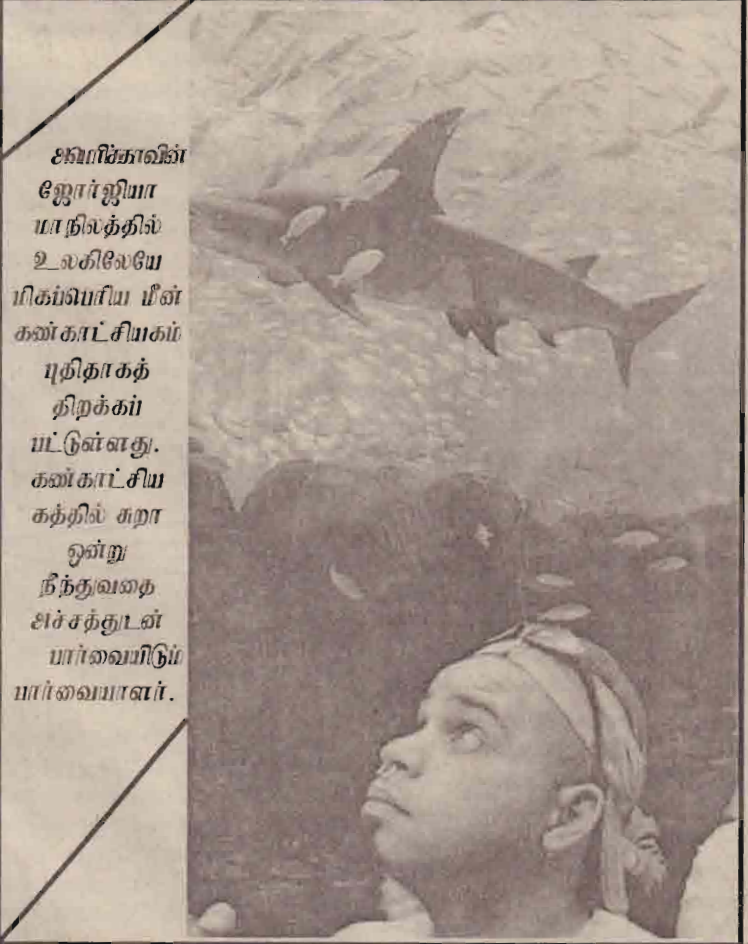 அமெரிக்காவின்
ஜோர்ஜியா
மாநிலத்தில்
உலகிலேயே
மிகப்பெரிய மீன்
கண்காட்சியகம்
புதிதாகத்
திறக்கப்
பட்டுள்ளது.
கண்காட்சிய
கத்தில் சுறா
ஒன்று
நீந்துவதை
அச்சத்துடன்
பார்வையிடும்
பார்வையாளர்.